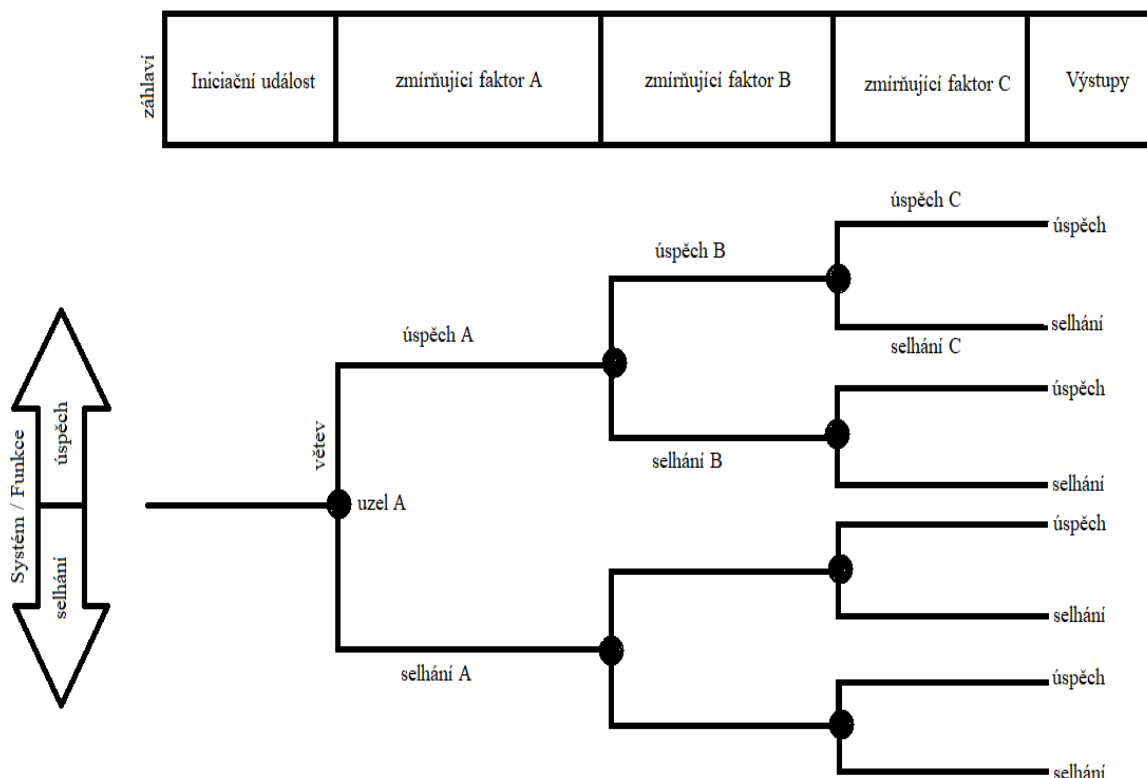 záhlaví
Iniciační událost
zmírňující faktor A
zmírňující faktor B
zmírňující faktor C
Výstupy
úspěch C
úspěch
úspěch B
selhání
selhání C
úspěch A
úspěch
selhání B
selhání
větev
uzel A
Systém / Funkce
úspěch
selhání
úspěch
selhání
selhání A
úspěch
selhání